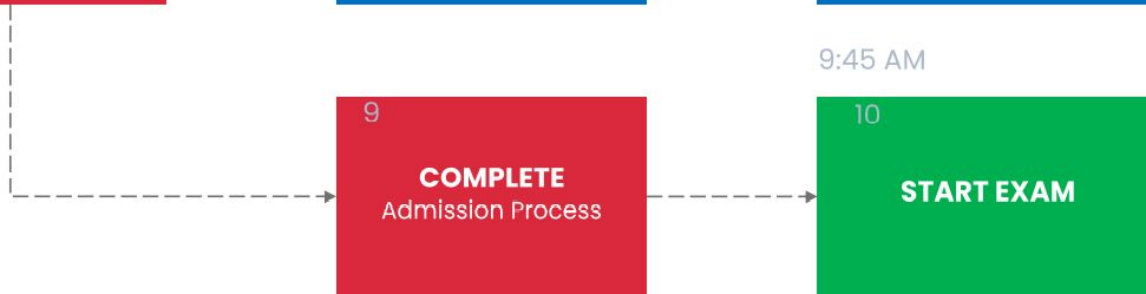 9:45 AM
9
COMPLETE
Admission Process
10
START EXAM